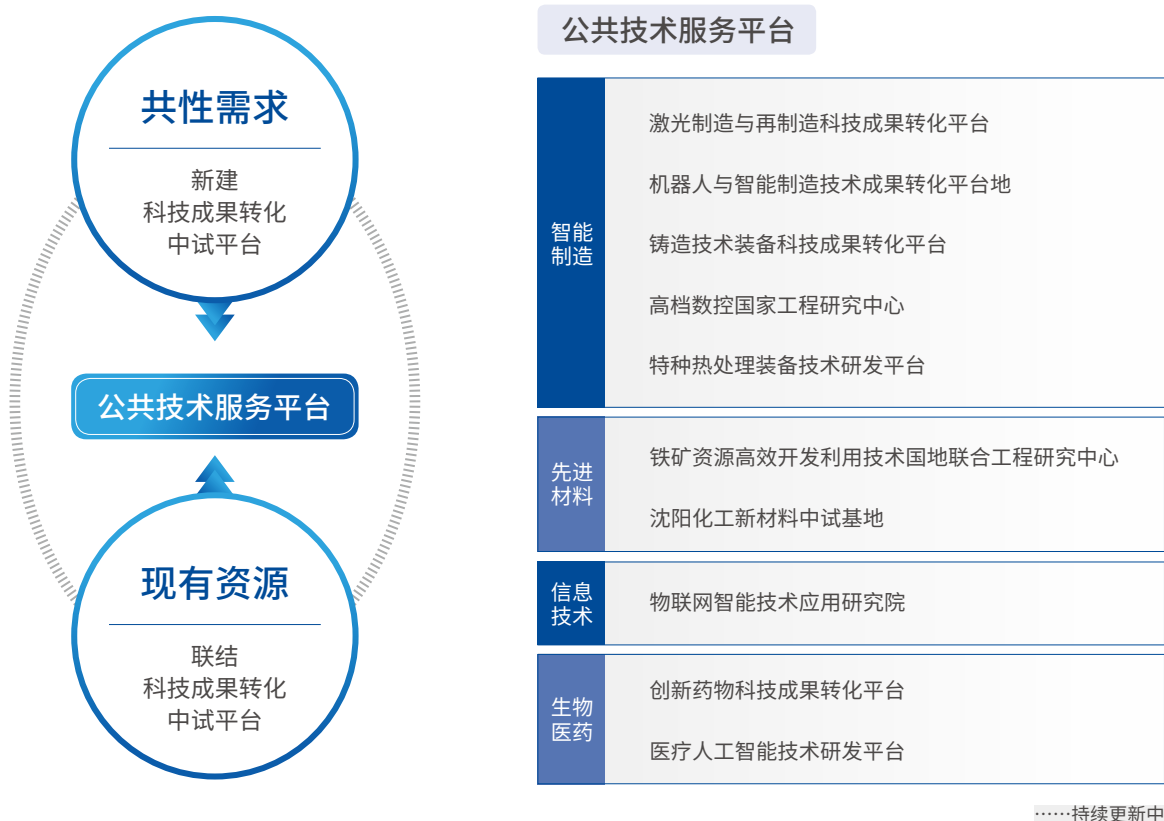 共性需求
新建
科技成果转化
中试平台
公共技术服务平台
现有资源
联结
科技成果转化
中试平台
公共技术服务平台
智能
制造
激光制造与再制造科技成果转化平台
机器人与智能制造技术成果转化平台地
铸造技术装备科技成果转化平台
高档数控国家工程研究中心
特种热处理装备技术研发平台
先进
材料
铁矿资源高效开发利用技术国地联合工程研究中心
沈阳化工新材料中试基地
信息
技术
物联网智能技术应用研究院
生物
医药
创新药物科技成果转化平台
医疗人工智能技术研发平台
……持续更新中